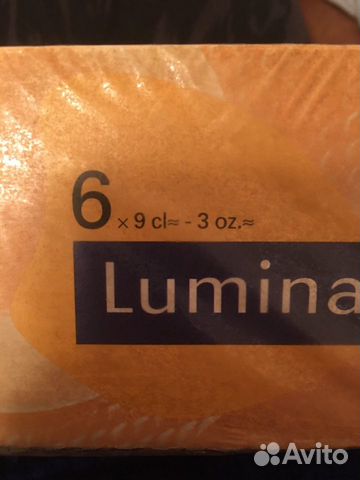 6 x 9 cl≈ - 3 oz.≈
Lumina
Avito